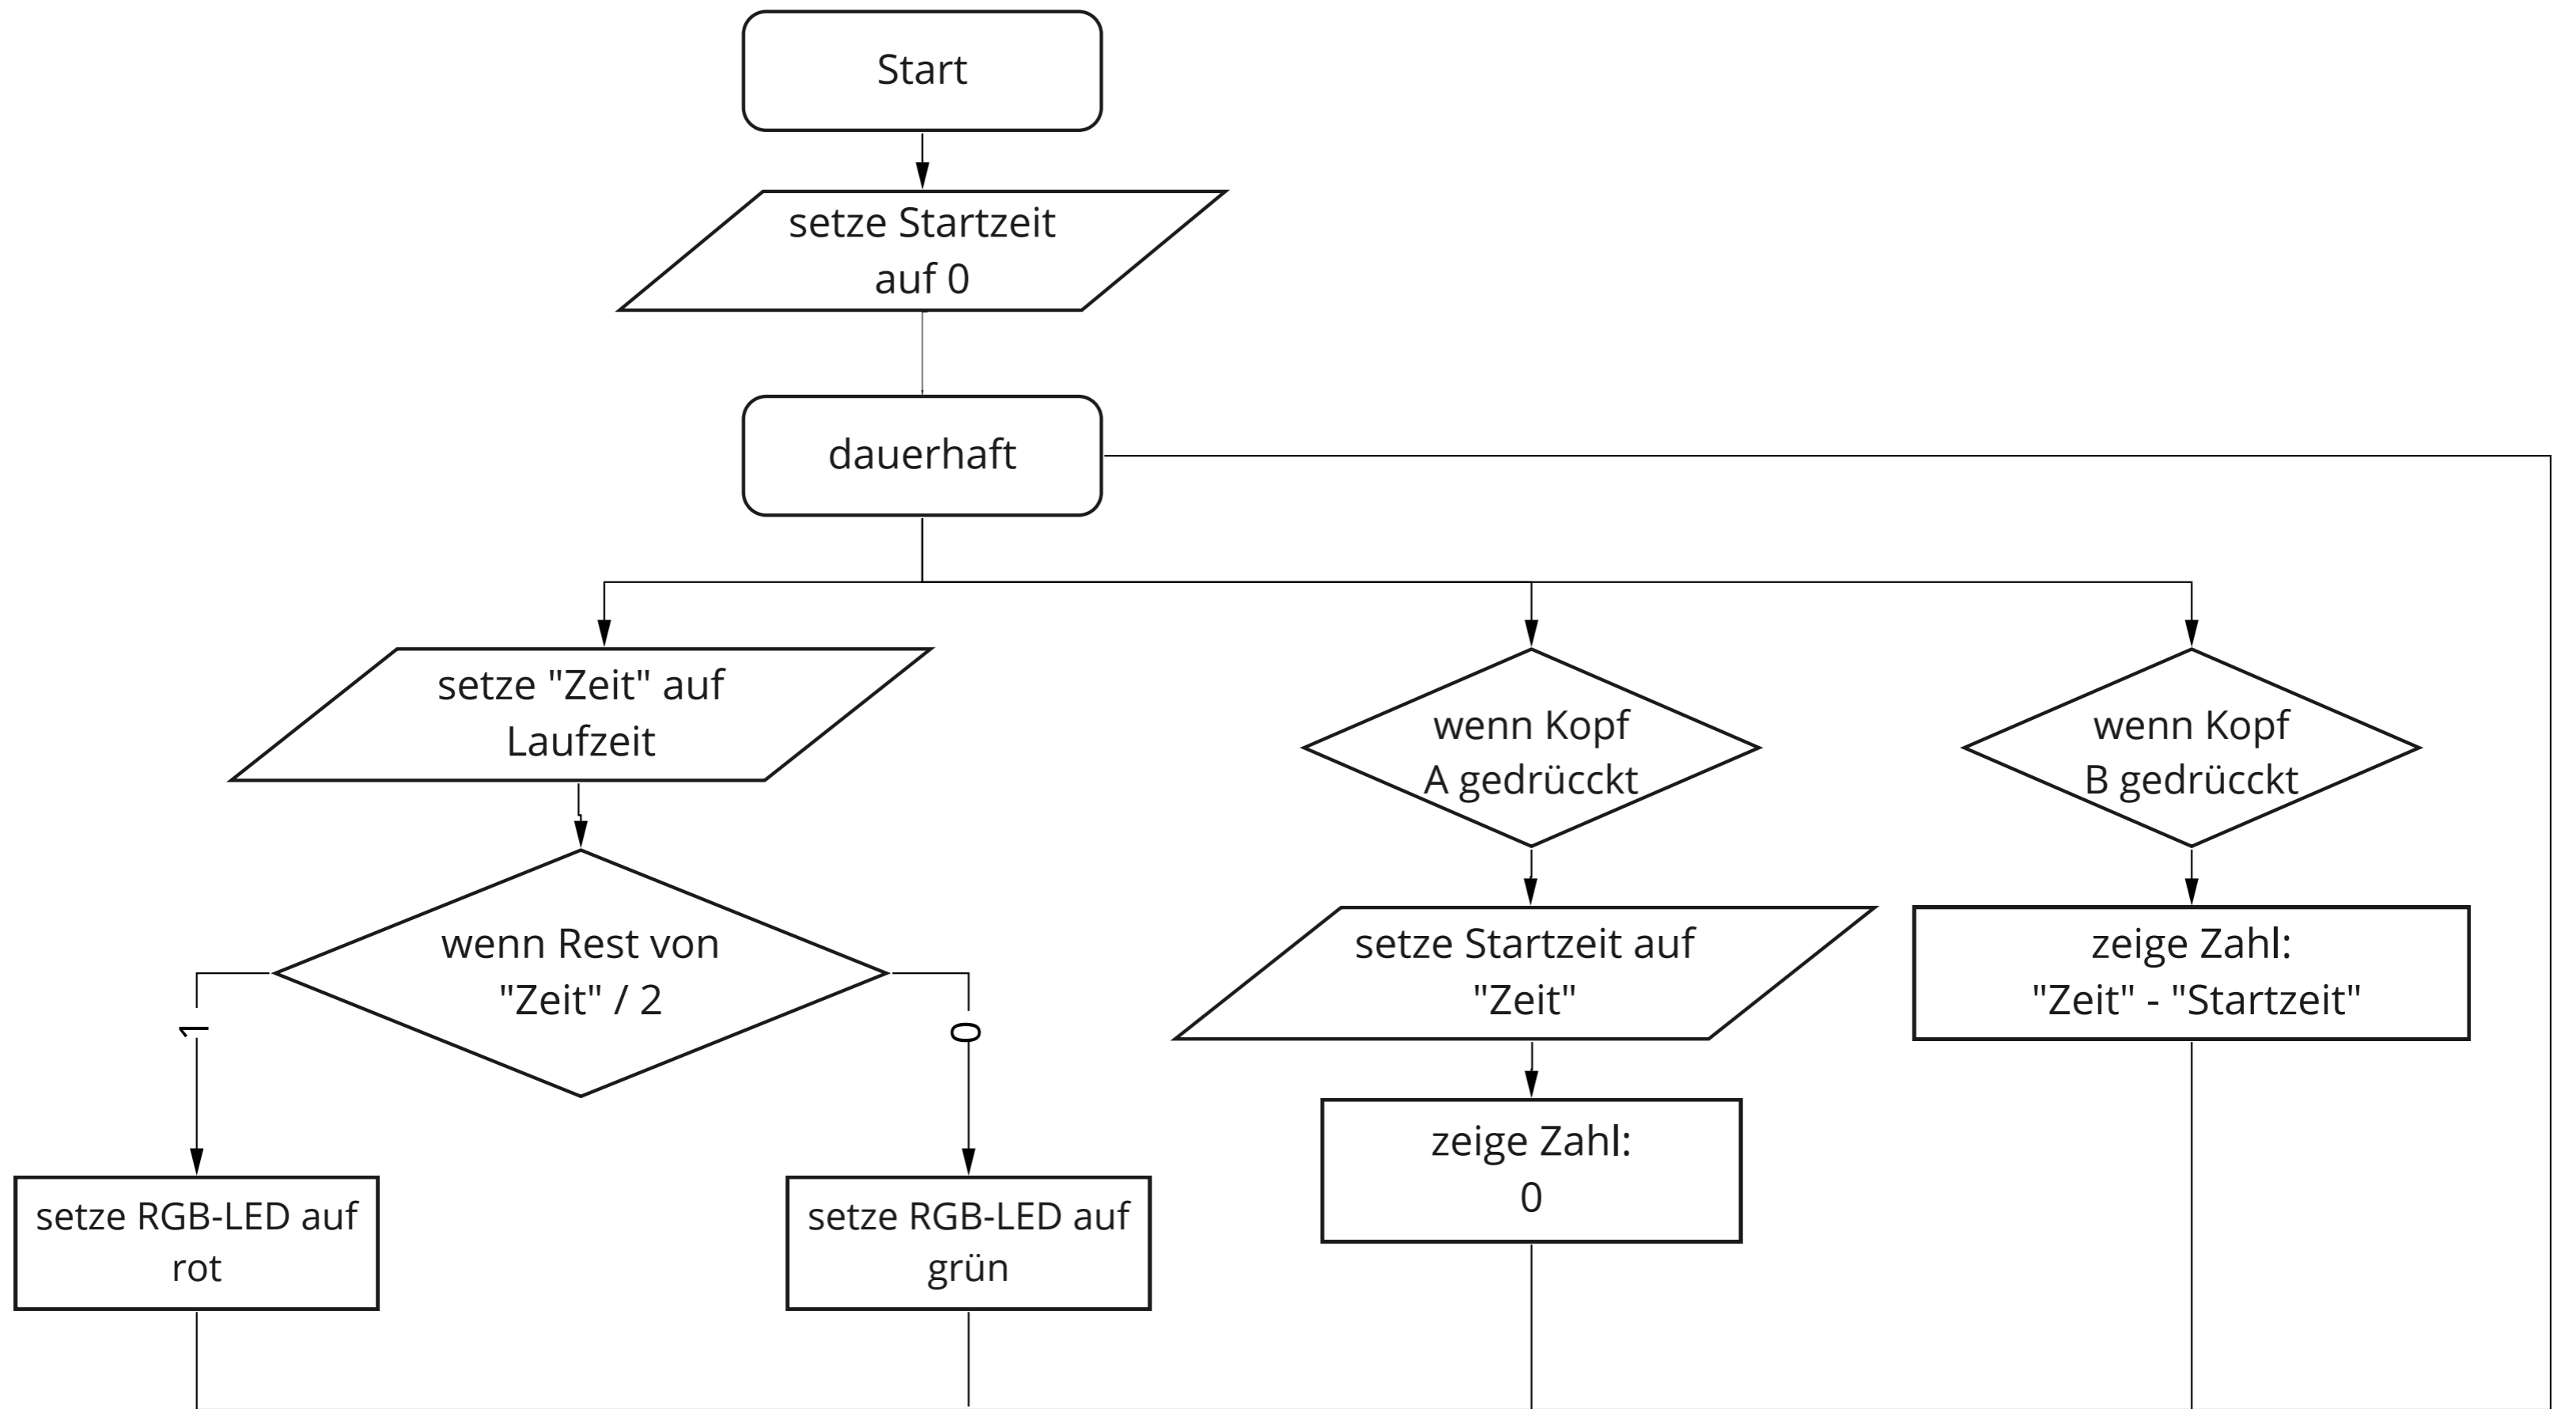 Start
setze Startzeit
auf 0
dauerhaft
setze "Zeit" auf
Laufzeit
wenn Kopf
A gedrücckt
wenn Kopf
B gedrücckt
wenn Rest von
"Zeit" / 2
1
0
setze Startzeit auf
"Zeit"
zeige Zahl:
"Zeit" - "Startzeit"
zeige Zahl:
0
setze RGB-LED auf
rot
setze RGB-LED auf
grün